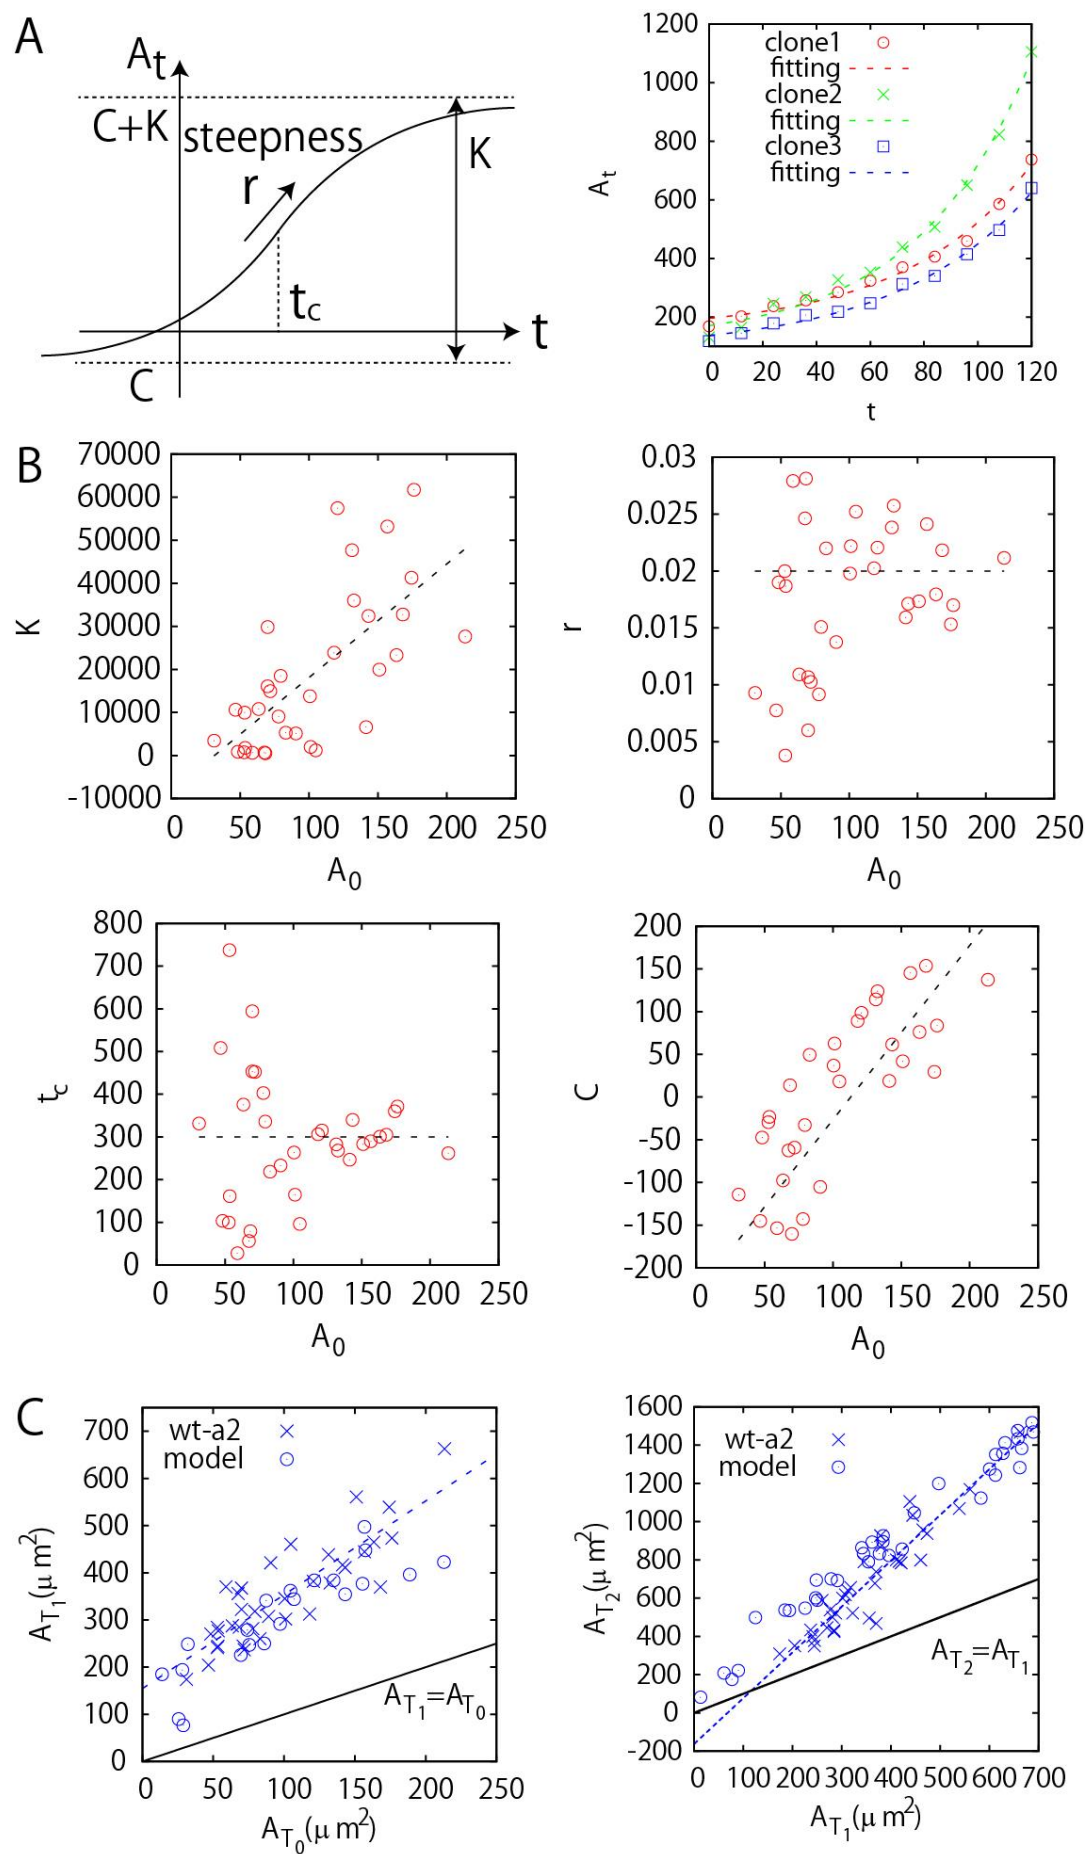 A
At
C+K
steepness
K
r
tc
t
C
1200
1000
800
600
400
200
At
clone1
fitting
clone2
fitting
clone3
fitting
0 20 40 60 80 100 120
t
B
70000
60000
50000
40000
30000
20000
10000
0
-10000
K
0 50 100 150 200 250
A0
0.03
0.025
0.02
0.015
0.01
0.005
0
r
0 50 100 150 200 250
A0
800
700
600
500
400
300
200
100
0
tc
0 50 100 150 200 250
A0
200
150
100
50
0
-50
-100
-150
-200
C
0 50 100 150 200 250
A0
C
700
600
500
400
300
200
100
0
AT1(μ m2)
wt-a2
model
AT1=AT0
0 50 100 150 200 250
AT0(μ m2)
1600
1400
1200
1000
800
600
400
200
0
-200
AT2(μ m2)
wt-a2
model
AT2=AT1
0 100 200 300 400 500 600 700
AT1(μ m2)